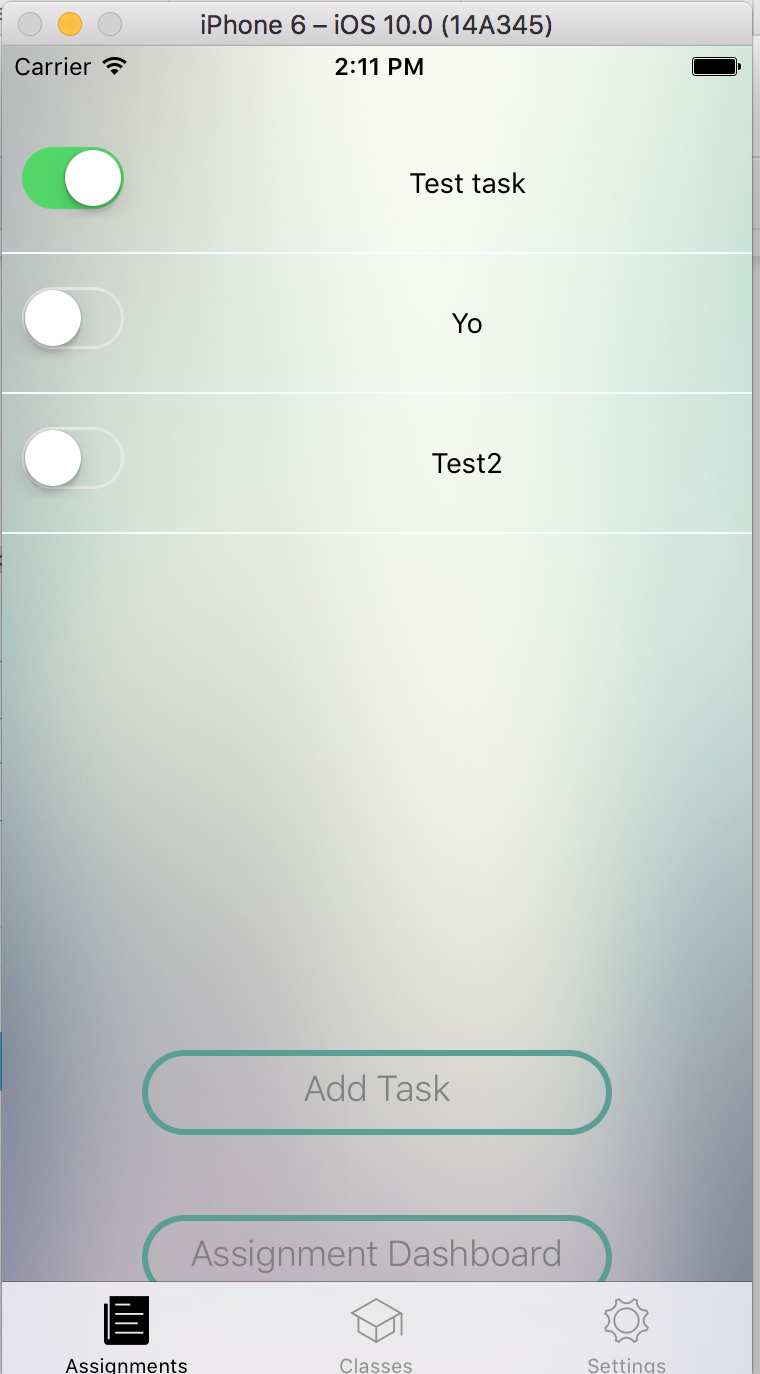 iPhone 6 – iOS 10.0 (14A345)
Carrier 2:11 PM
Test task
Yo
Test2
Add Task
Assignment Dashboard
Assignments Classes Settings